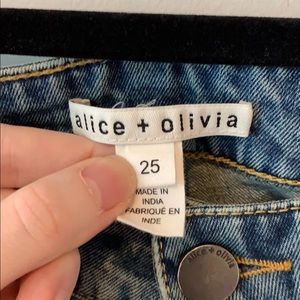 alice + olivia
25
MADE IN
INDIA
FABRIQUÉ EN
INDE
alice + olivia